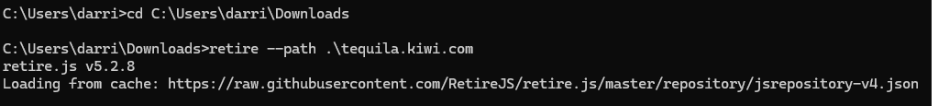 C:\Users\darri>cd C:\Users\darri\Downloads
C:\Users\darri\Downloads>retire --path .\tequila.kiwi.com
retire.js v5.2.8
Loading from cache: https://raw.githubusercontent.com/RetireJS/retire.js/master/repository/jsrepository-v4.json